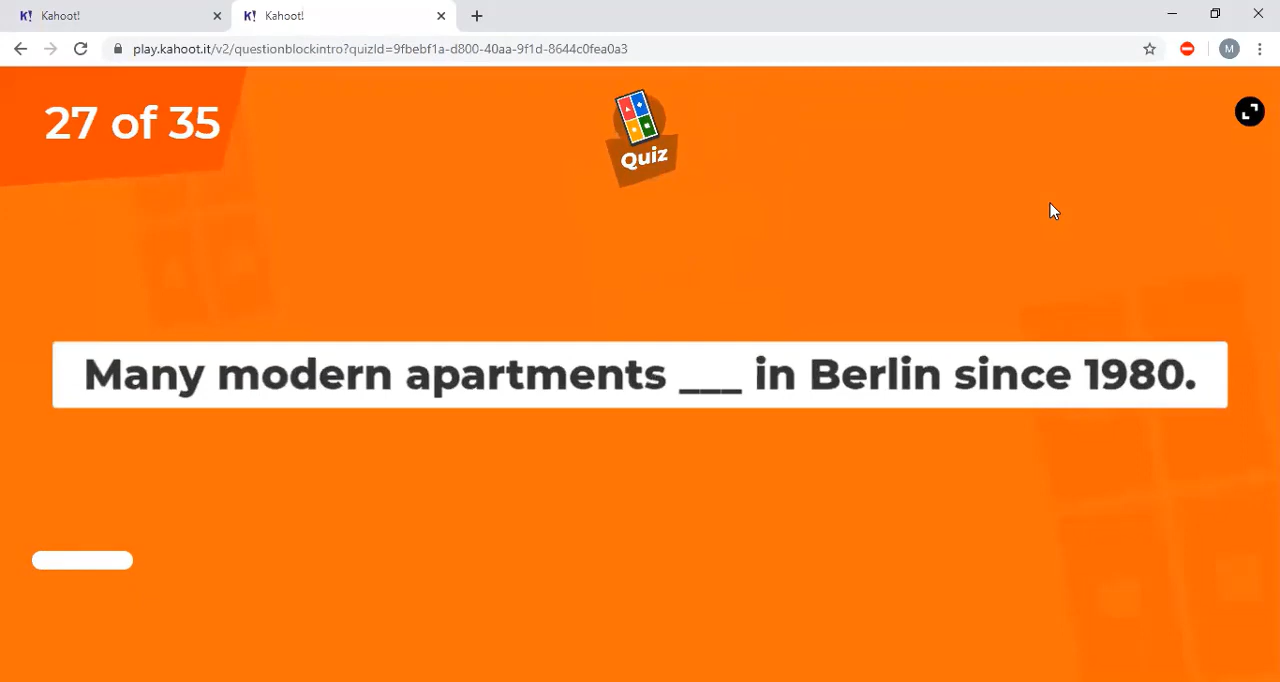 Kahoot!
Kahoot!
play.kahoot.it/v2/questionblockintro?quizId=9fbebf1a-d800-40aa-9f1d-8644c0fea0a3
M
27 of 35
Quiz
Many modern apartments ___ in Berlin since 1980.